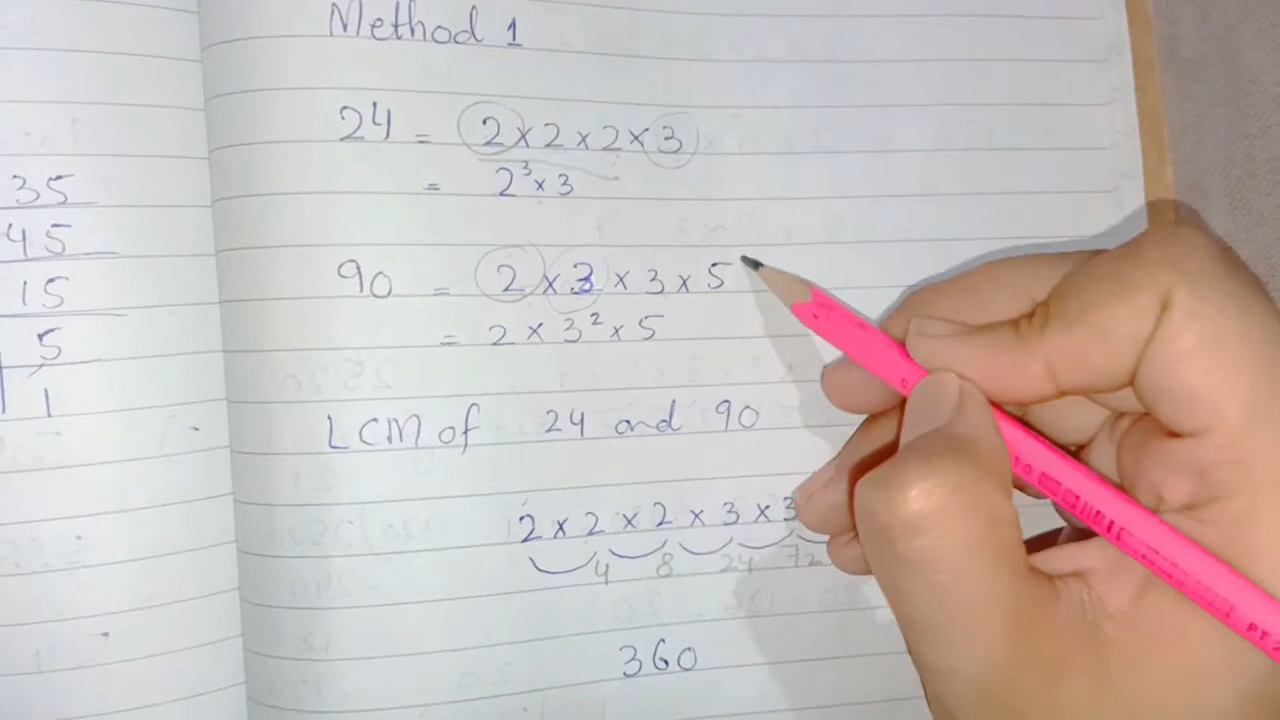 35
45
15
5
1
Method 1
24 = 2×2×2×3
= 2³×3
90 = 2×3×3×5
= 2×3²×5
LCM of 24 and 90
2×2×2×3×3
4 8 24 72
360